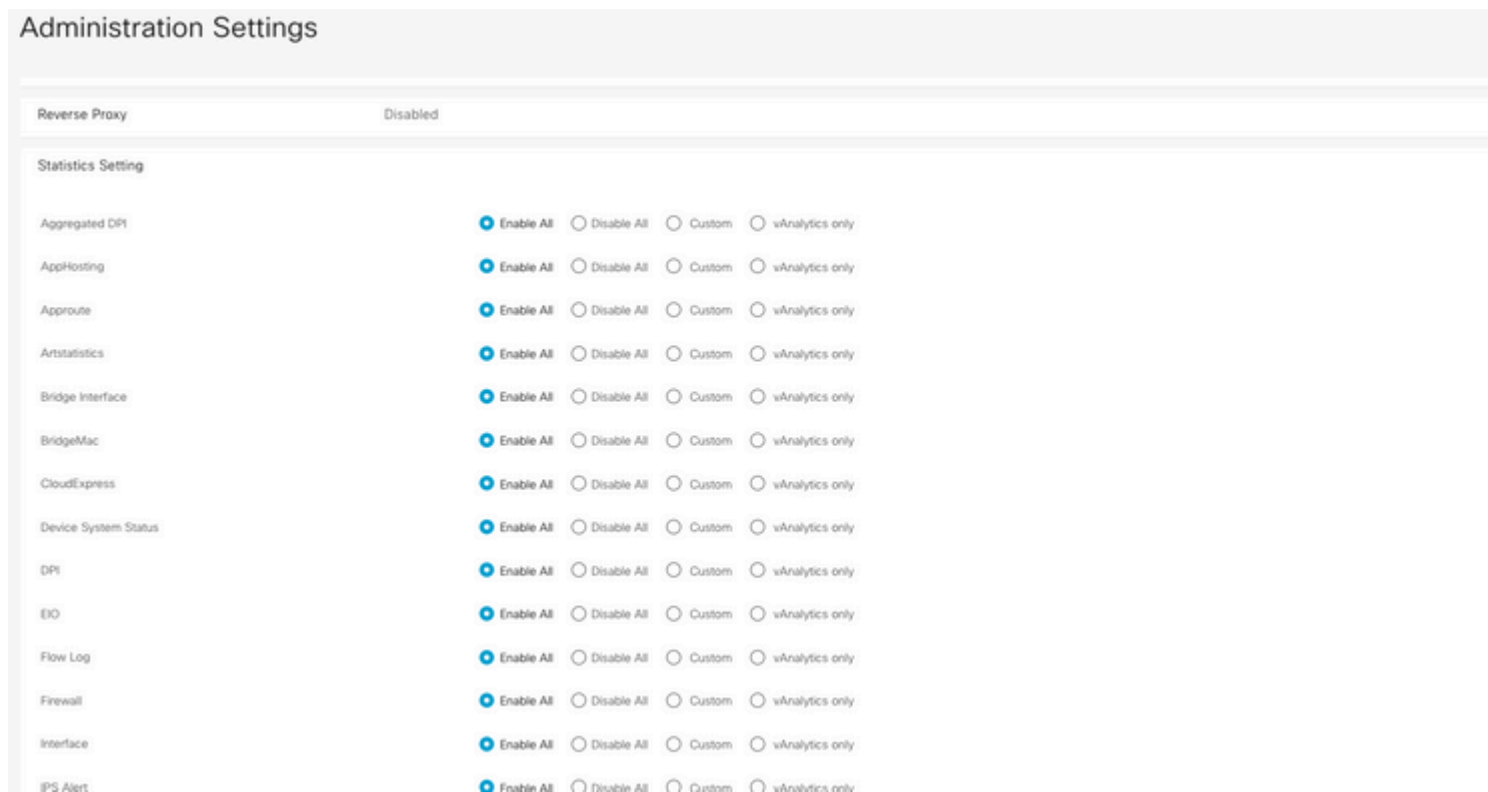 Administration Settings
Reverse Proxy Disabled
Statistics Setting
Aggregated DPI Enable All Disable All Custom vAnalytics only
AppHosting Enable All Disable All Custom vAnalytics only
Approute Enable All Disable All Custom vAnalytics only
Artstatistics Enable All Disable All Custom vAnalytics only
Bridge Interface Enable All Disable All Custom vAnalytics only
BridgeMac Enable All Disable All Custom vAnalytics only
CloudExpress Enable All Disable All Custom vAnalytics only
Device System Status Enable All Disable All Custom vAnalytics only
DPI Enable All Disable All Custom vAnalytics only
EIO Enable All Disable All Custom vAnalytics only
Flow Log Enable All Disable All Custom vAnalytics only
Firewall Enable All Disable All Custom vAnalytics only
Interface Enable All Disable All Custom vAnalytics only
IPS Alert Enable All Disable All Custom vAnalytics only